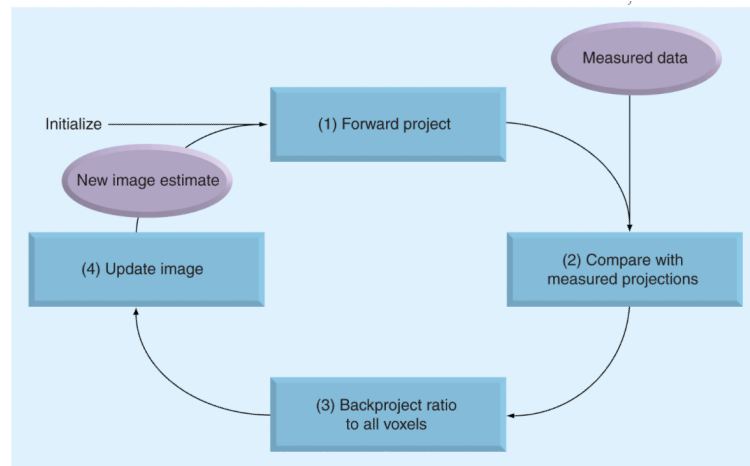 Measured data
Initialize
(1) Forward project
New image estimate
(4) Update image
(2) Compare with
measured projections
(3) Backproject ratio
to all voxels